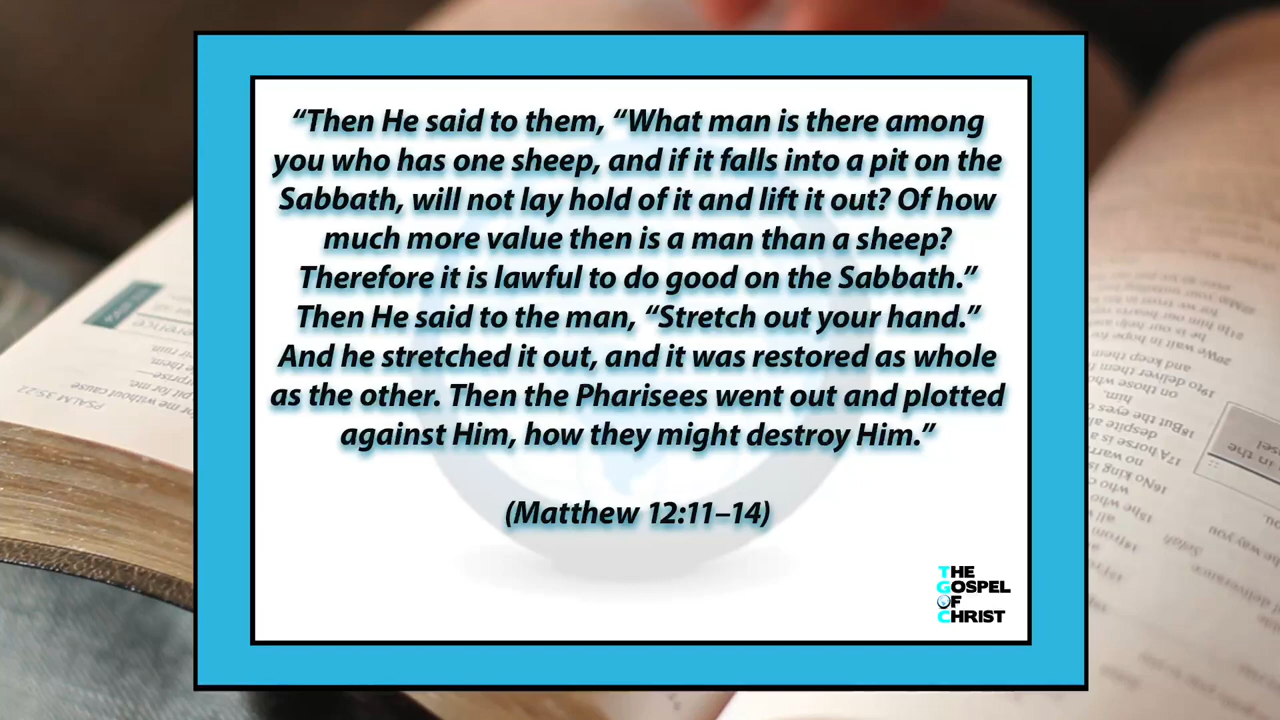 “Then He said to them, “What man is there among
you who has one sheep, and if it falls into a pit on the
Sabbath, will not lay hold of it and lift it out? Of how
much more value then is a man than a sheep?
Therefore it is lawful to do good on the Sabbath.”
Then He said to the man, “Stretch out your hand.”
And he stretched it out, and it was restored as whole
as the other. Then the Pharisees went out and plotted
against Him, how they might destroy Him.”
(Matthew 12:11–14)
THE
GOSPEL
OF
CHRIST
PSALM 35:22